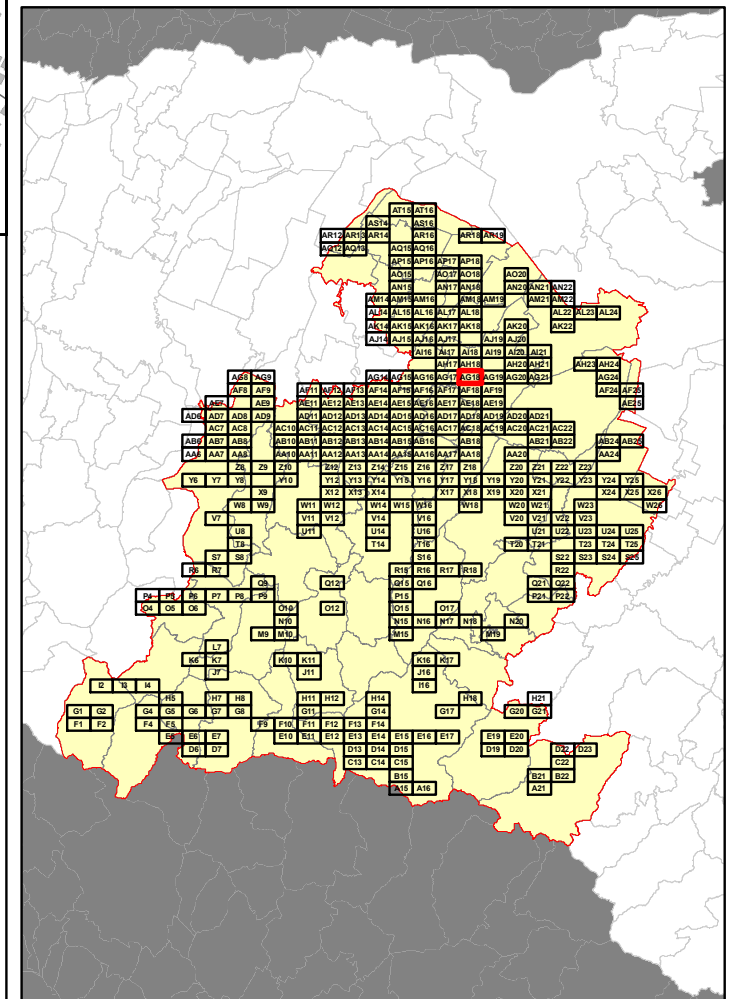 AT15 AT16
AS14 AS16
AR12 AR13 AR14 AR16 AR18 AR19
AQ12 AQ13 AQ15 AQ16
AP15 AP16 AP17 AP18
AO15 AO17 AO18 AO20
AN15 AN17 AN18 AN20 AN21 AN22
AM14 AM15 AM16 AM18 AM19 AM21 AM22
AL14 AL15 AL16 AL17 AL18 AL22 AL23 AL24
AK14 AK15 AK16 AK17 AK18 AK20 AK22
AJ14 AJ15 AJ16 AJ17 AJ19 AJ20
AI16 AI17 AI18 AI19 AI20 AI21
AH17 AH18 AH20 AH21 AH23 AH24
AG8 AG9 AG14 AG15 AG16 AG17 AG18 AG19 AG20 AG21 AG24
AF8 AF9 AF11 AF12 AF13 AF14 AF15 AF16 AF17 AF18 AF19 AF24 AF25
AE7 AE9 AE11 AE12 AE13 AE14 AE15 AE16 AE17 AE18 AE19 AE25
AD6 AD7 AD8 AD9 AD11 AD12 AD13 AD14 AD15 AD16 AD17 AD18 AD19 AD20 AD21
AC7 AC8 AC10 AC11 AC12 AC13 AC14 AC15 AC16 AC17 AC18 AC19 AC20 AC21 AC22
AB6 AB7 AB8 AB10 AB11 AB12 AB13 AB14 AB15 AB16 AB18 AB21 AB22 AB24 AB25
AA6 AA7 AA8 AA10 AA11 AA12 AA13 AA14 AA15 AA16 AA17 AA18 AA20 AA24
Z8 Z9 Z10 Z12 Z13 Z14 Z15 Z16 Z17 Z18 Z20 Z21 Z22 Z23
Y6 Y7 Y8 Y10 Y12 Y13 Y14 Y15 Y16 Y17 Y18 Y19 Y20 Y21 Y22 Y23 Y24 Y25
X9 X12 X13 X14 X17 X18 X19 X20 X21 X24 X25 X26
W8 W9 W11 W12 W14 W15 W16 W18 W20 W21 W23 W26
V7 V11 V12 V14 V16 V20 V21 V22 V23
U8 U11 U14 U16 U21 U22 U23 U24 U25
T8 T14 T16 T20 T21 T23 T24 T25
S7 S8 S16 S22 S23 S24 S25
R6 R7 R15 R16 R17 R18 R22
Q9 Q12 Q15 Q16 Q21 Q22
P4 P5 P6 P7 P8 P9 P15 P21 P22
O4 O5 O6 O10 O12 O15 O17
N10 N15 N16 N17 N18 N20
M9 M10 M15 M19
L7
K6 K7 K10 K11 K16 K17
J7 J11 J16
I2 I3 I4 I16
H5 H7 H8 H11 H12 H14 H18 H21
G1 G2 G4 G5 G6 G7 G8 G11 G17 G20 G21
F1 F2 F4 F5 F9 F10 F11 F12 F13 F14
E5 E6 E7 E10 E11 E12 E13 E14 E15 E16 E17 E19 E20
D6 D7 D13 D14 D15 D19 D20 D22 D23
C13 C14 C15 C22
B15 B21 B22
A15 A16 A21